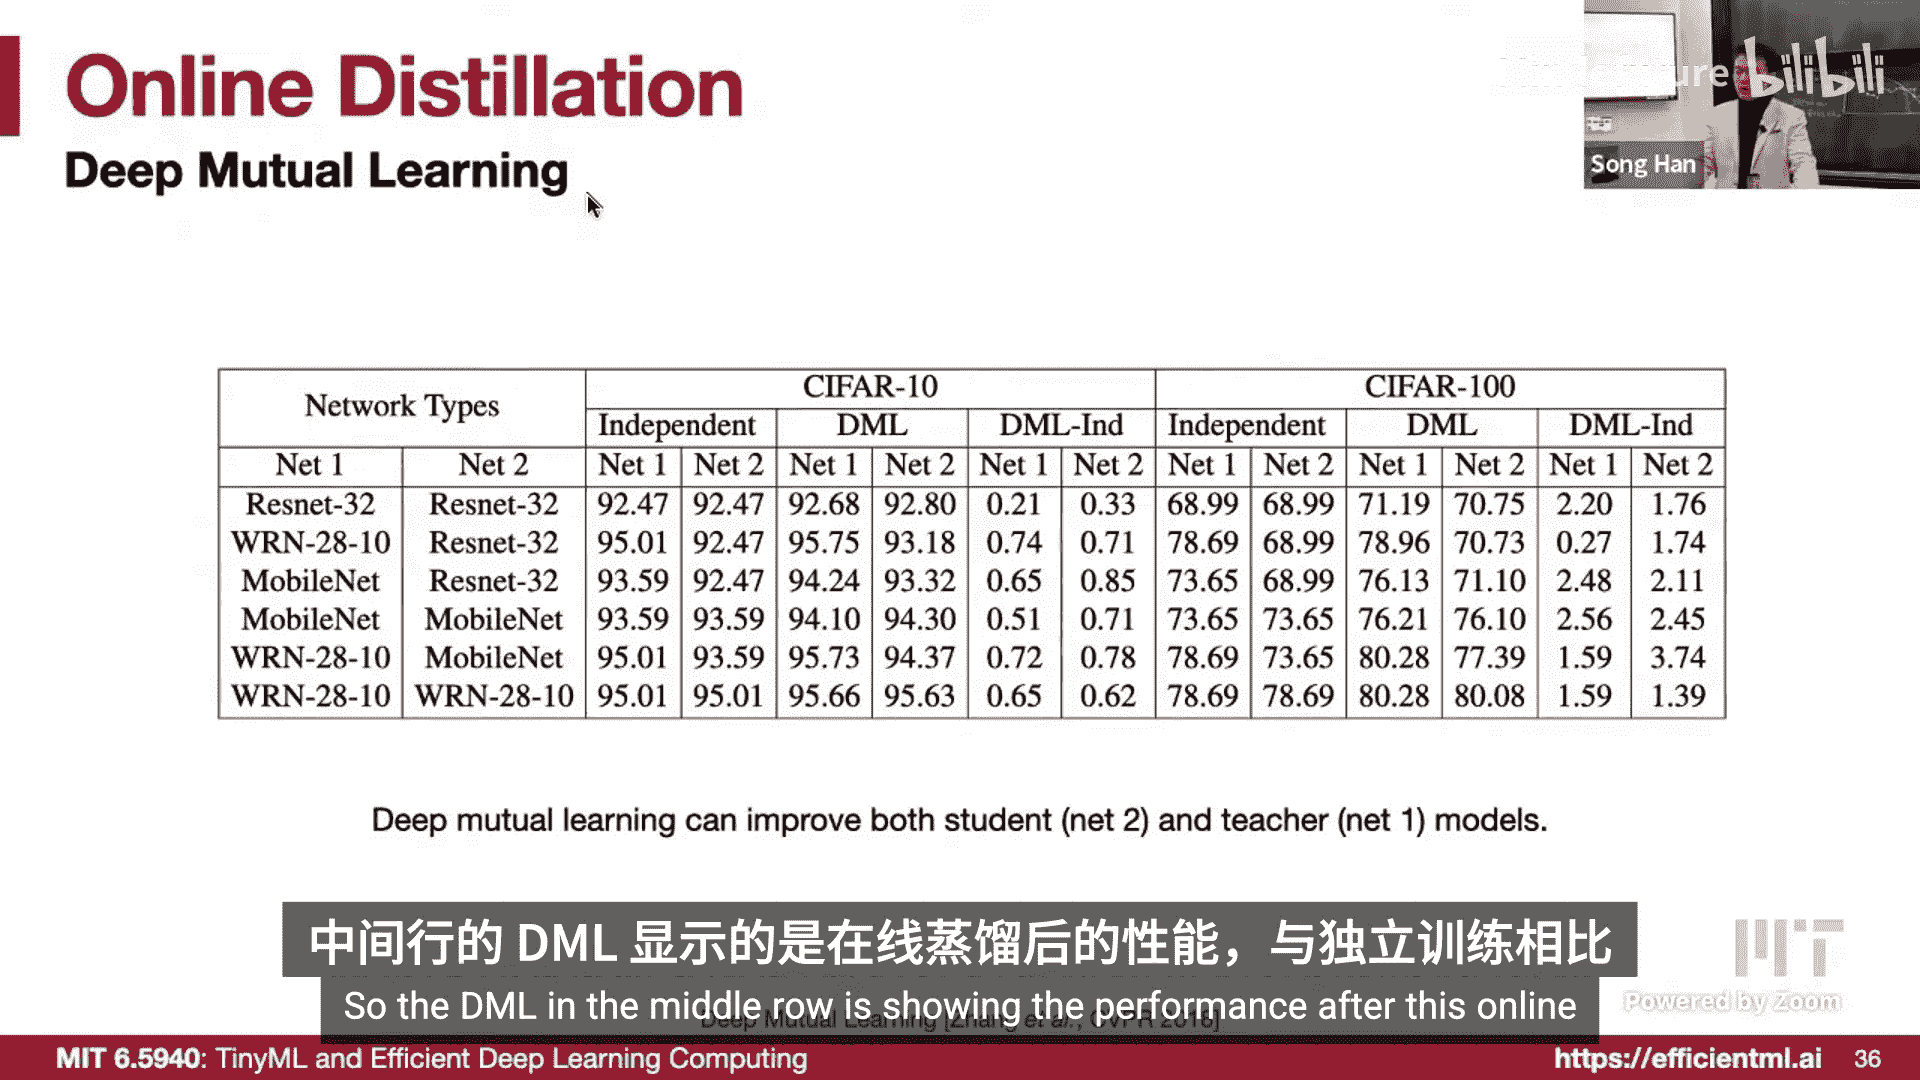 Online Distillation
Deep Mutual Learning
bilibili
Song Han
Network Types CIFAR-10 CIFAR-100
Independent DML DML-Ind Independent DML DML-Ind
Net 1 Net 2 Net 1 Net 2 Net 1 Net 2 Net 1 Net 2 Net 1 Net 2 Net 1 Net 2 Net 1 Net 2
Resnet-32 Resnet-32 92.47 92.47 92.68 92.80 0.21 0.33 68.99 68.99 71.19 70.75 2.20 1.76
WRN-28-10 Resnet-32 95.01 92.47 95.75 93.18 0.74 0.71 78.69 68.99 78.96 70.73 0.27 1.74
MobileNet Resnet-32 93.59 92.47 94.24 93.32 0.65 0.85 73.65 68.99 76.13 71.10 2.48 2.11
MobileNet MobileNet 93.59 93.59 94.10 94.30 0.51 0.71 73.65 73.65 76.21 76.10 2.56 2.45
WRN-28-10 MobileNet 95.01 93.59 95.73 94.37 0.72 0.78 78.69 73.65 80.28 77.39 1.59 3.74
WRN-28-10 WRN-28-10 95.01 95.01 95.66 95.63 0.65 0.62 78.69 78.69 80.28 80.08 1.59 1.39
Deep mutual learning can improve both student (net 2) and teacher (net 1) models.
中间行的 DML 显示的是在线蒸馏后的性能，与独立训练相比
So the DML in the middle row is showing the performance after this online
Deep Mutual Learning [Zhang et al., CVPR 2018]
MIT
Powered by Zoom
MIT 6.5940: TinyML and Efficient Deep Learning Computing
https://efficientml.ai 36